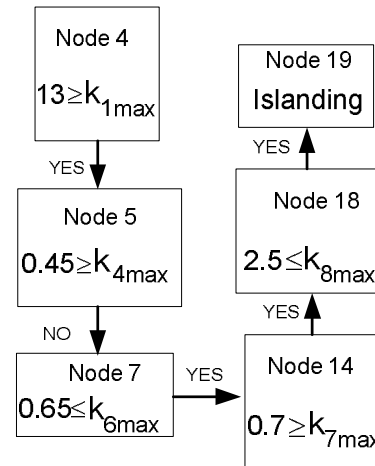 Node 4
13≥k1max
YES
Node 5
0.45≥k4max
NO
Node 7
0.65≤k6max
YES
Node 14
0.7≥k7max
YES
Node 18
2.5≤k8max
YES
Node 19
Islanding